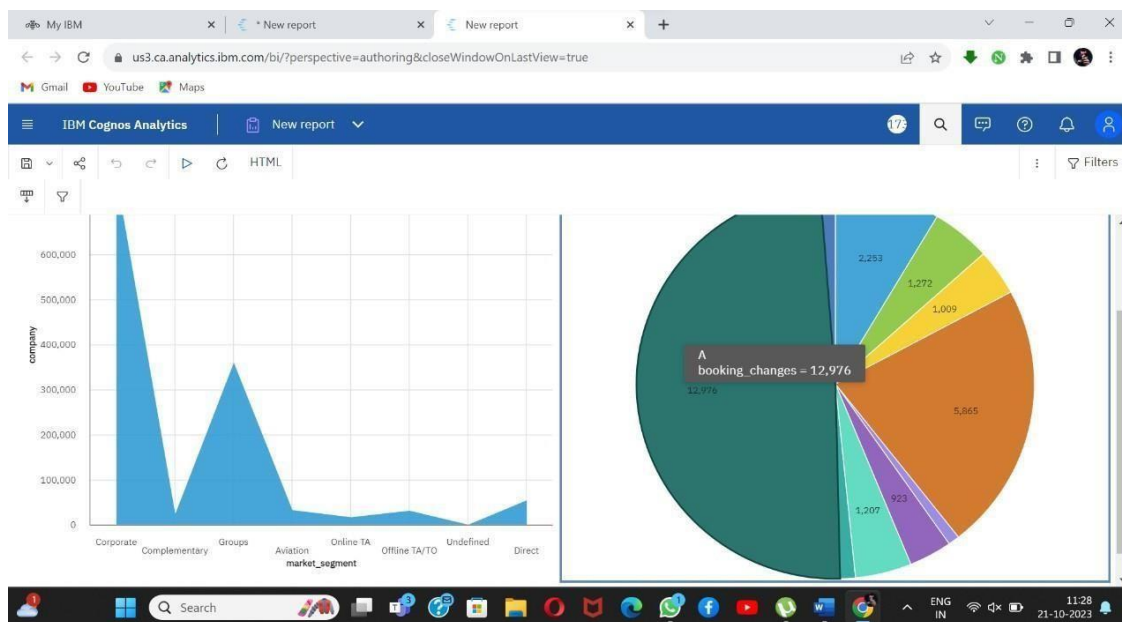 My IBM
* New report
New report
us3.ca.analytics.ibm.com/bi/?perspective=authoring&closeWindowOnLastView=true
Gmail YouTube Maps
IBM Cognos Analytics New report
HTML Filters
600,000
500,000
400,000
300,000
200,000
100,000
0
company
Corporate
Complementary
Groups
Aviation
Online TA
Offline TA/TO
Undefined
Direct
market_segment
2,253
1,272
1,009
A
booking_changes = 12,976
12,976
5,865
923
1,207
Search
3
1
ENG
IN
11:28
21-10-2023